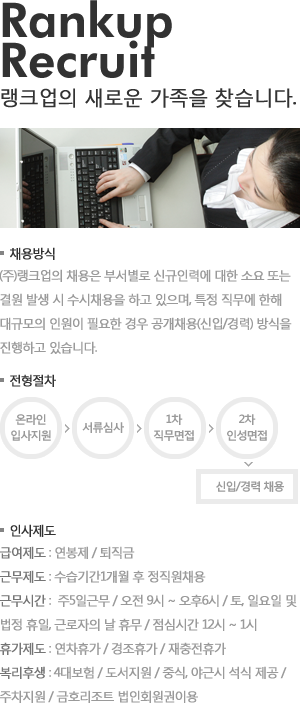 Rankup
Recruit
랭크업의 새로운 가족을 찾습니다.
채용방식
(주)랭크업의 채용은 부서별로 신규인력에 대한 소요 또는
결원 발생 시 수시채용을 하고 있으며, 특정 직무에 한해
대규모의 인원이 필요한 경우 공개채용(신입/경력) 방식을
진행하고 있습니다.
전형절차
온라인
입사지원
서류심사
1차
직무면접
2차
인성면접
신입/경력 채용
인사제도
급여제도 : 연봉제 / 퇴직금
근무제도 : 수습기간1개월 후 정직원채용
근무시간 : 주5일근무 / 오전 9시 ~ 오후6시 / 토, 일요일 및
법정 휴일, 근로자의 날 휴무 / 점심시간 12시 ~ 1시
휴가제도 : 연차휴가 / 경조휴가 / 재충전휴가
복리후생 : 4대보험 / 도서지원 / 중식, 야근시 석식 제공 /
주차지원 / 금호리조트 법인회원권이용